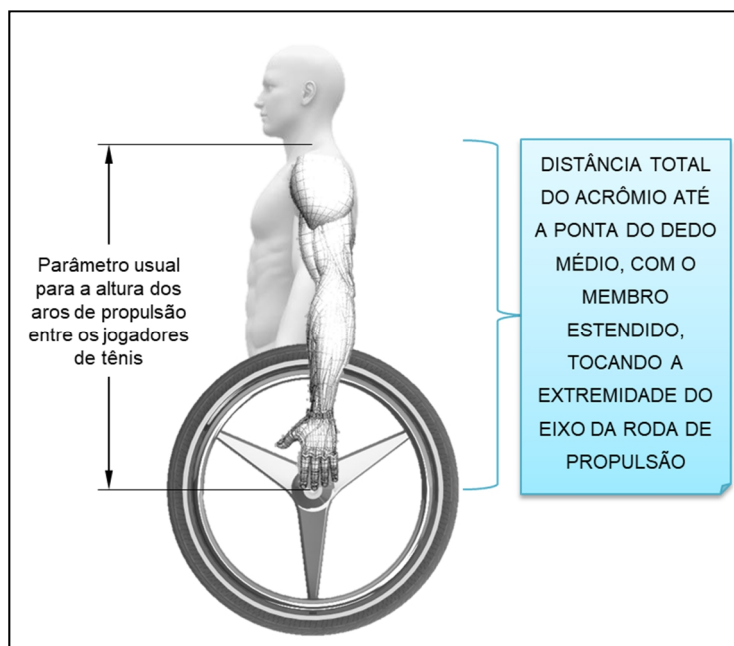 Parâmetro usual
para a altura dos
aros de propulsão
entre os jogadores
de tênis
DISTÂNCIA TOTAL
DO ACRÔMIO ATÉ
A PONTA DO DEDO
MÉDIO, COM O
MEMBRO
ESTENDIDO,
TOCANDO A
EXTREMIDADE DO
EIXO DA RODA DE
PROPULSÃO